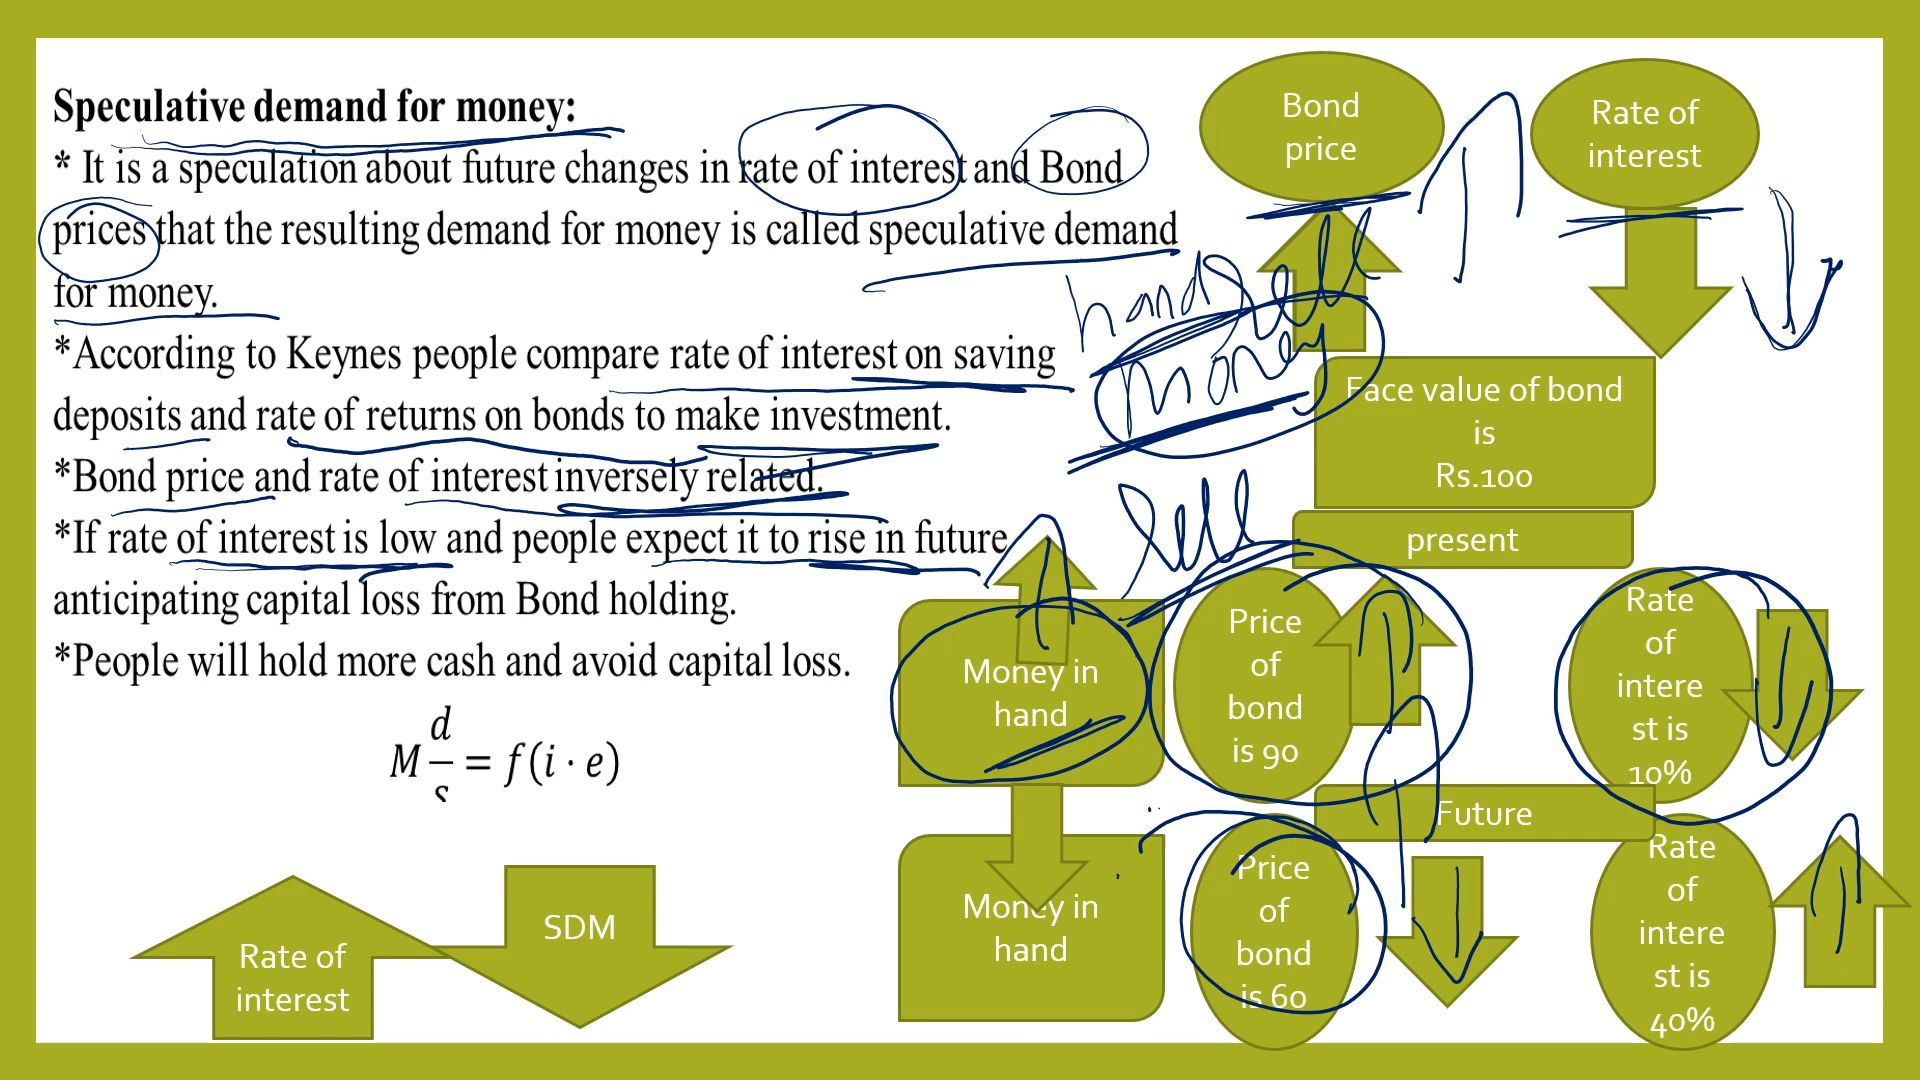 Speculative demand for money:
* It is a speculation about future changes in rate of interest and Bond
prices that the resulting demand for money is called speculative demand
for money.
*According to Keynes people compare rate of interest on saving
deposits and rate of returns on bonds to make investment.
*Bond price and rate of interest inversely related.
*If rate of interest is low and people expect it to rise in future
anticipating capital loss from Bond holding.
*People will hold more cash and avoid capital loss.
M d/s = f(i · e)
Rate of
interest
SDM
Bond
price
Rate of
interest
hand sell
money
Face value of bond
is
Rs.100
sell
present
Money in
hand
Price
of
bond
is 90
Rate
of
intere
st is
10%
Future
Money in
hand
Price
of
bond
is 60
Rate
of
intere
st is
40%